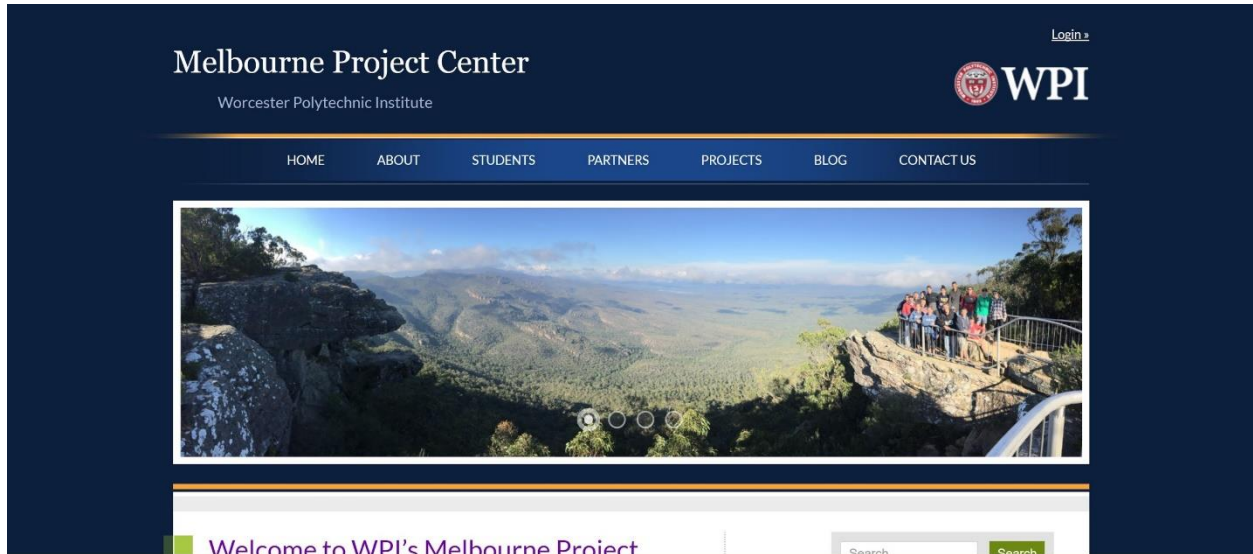 Login »
Melbourne Project Center
WPI
Worcester Polytechnic Institute
HOME ABOUT STUDENTS PARTNERS PROJECTS BLOG CONTACT US
Welcome to WPI's Melbourne Project
Search Search